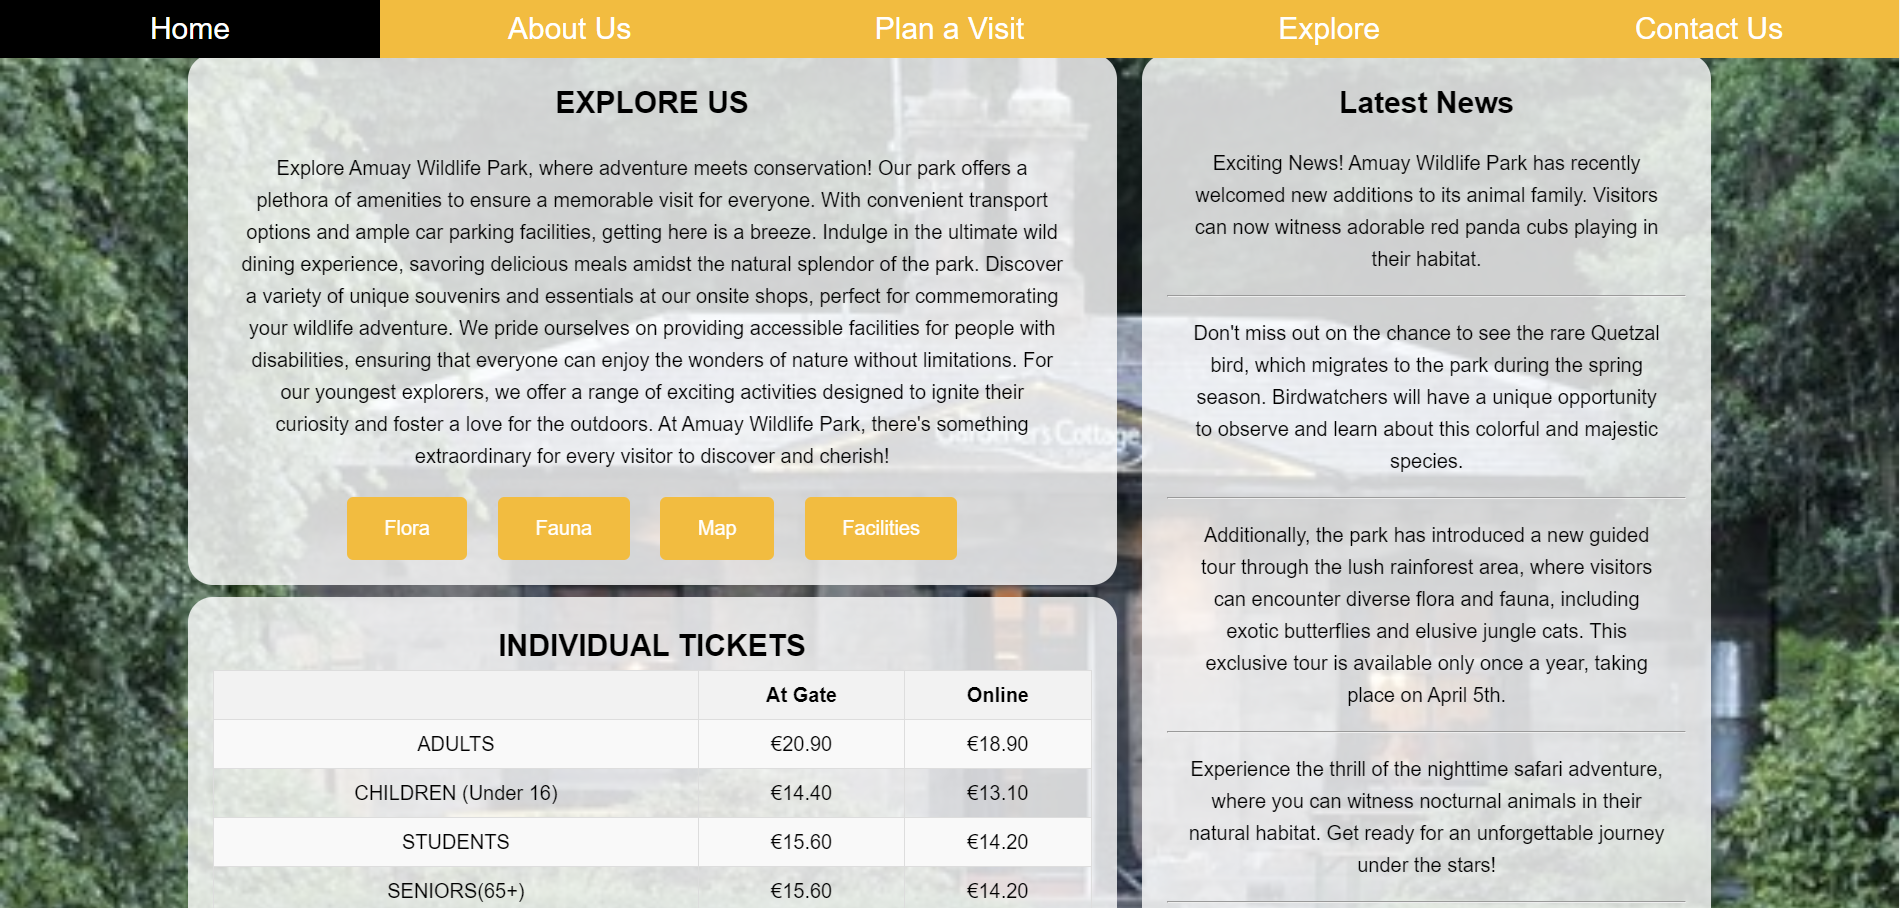 Home About Us Plan a Visit Explore Contact Us
EXPLORE US
Explore Amuay Wildlife Park, where adventure meets conservation! Our park offers a
plethora of amenities to ensure a memorable visit for everyone. With convenient transport
options and ample car parking facilities, getting here is a breeze. Indulge in the ultimate wild
dining experience, savoring delicious meals amidst the natural splendor of the park. Discover
a variety of unique souvenirs and essentials at our onsite shops, perfect for commemorating
your wildlife adventure. We pride ourselves on providing accessible facilities for people with
disabilities, ensuring that everyone can enjoy the wonders of nature without limitations. For
our youngest explorers, we offer a range of exciting activities designed to ignite their
curiosity and foster a love for the outdoors. At Amuay Wildlife Park, there's something
extraordinary for every visitor to discover and cherish!
Flora Fauna Map Facilities
INDIVIDUAL TICKETS
At Gate Online
ADULTS €20.90 €18.90
CHILDREN (Under 16) €14.40 €13.10
STUDENTS €15.60 €14.20
SENIORS(65+) €15.60 €14.20
Latest News
Exciting News! Amuay Wildlife Park has recently
welcomed new additions to its animal family. Visitors
can now witness adorable red panda cubs playing in
their habitat.
Don't miss out on the chance to see the rare Quetzal
bird, which migrates to the park during the spring
season. Birdwatchers will have a unique opportunity
to observe and learn about this colorful and majestic
species.
Additionally, the park has introduced a new guided
tour through the lush rainforest area, where visitors
can encounter diverse flora and fauna, including
exotic butterflies and elusive jungle cats. This
exclusive tour is available only once a year, taking
place on April 5th.
Experience the thrill of the nighttime safari adventure,
where you can witness nocturnal animals in their
natural habitat. Get ready for an unforgettable journey
under the stars!
Gardener's Cottage